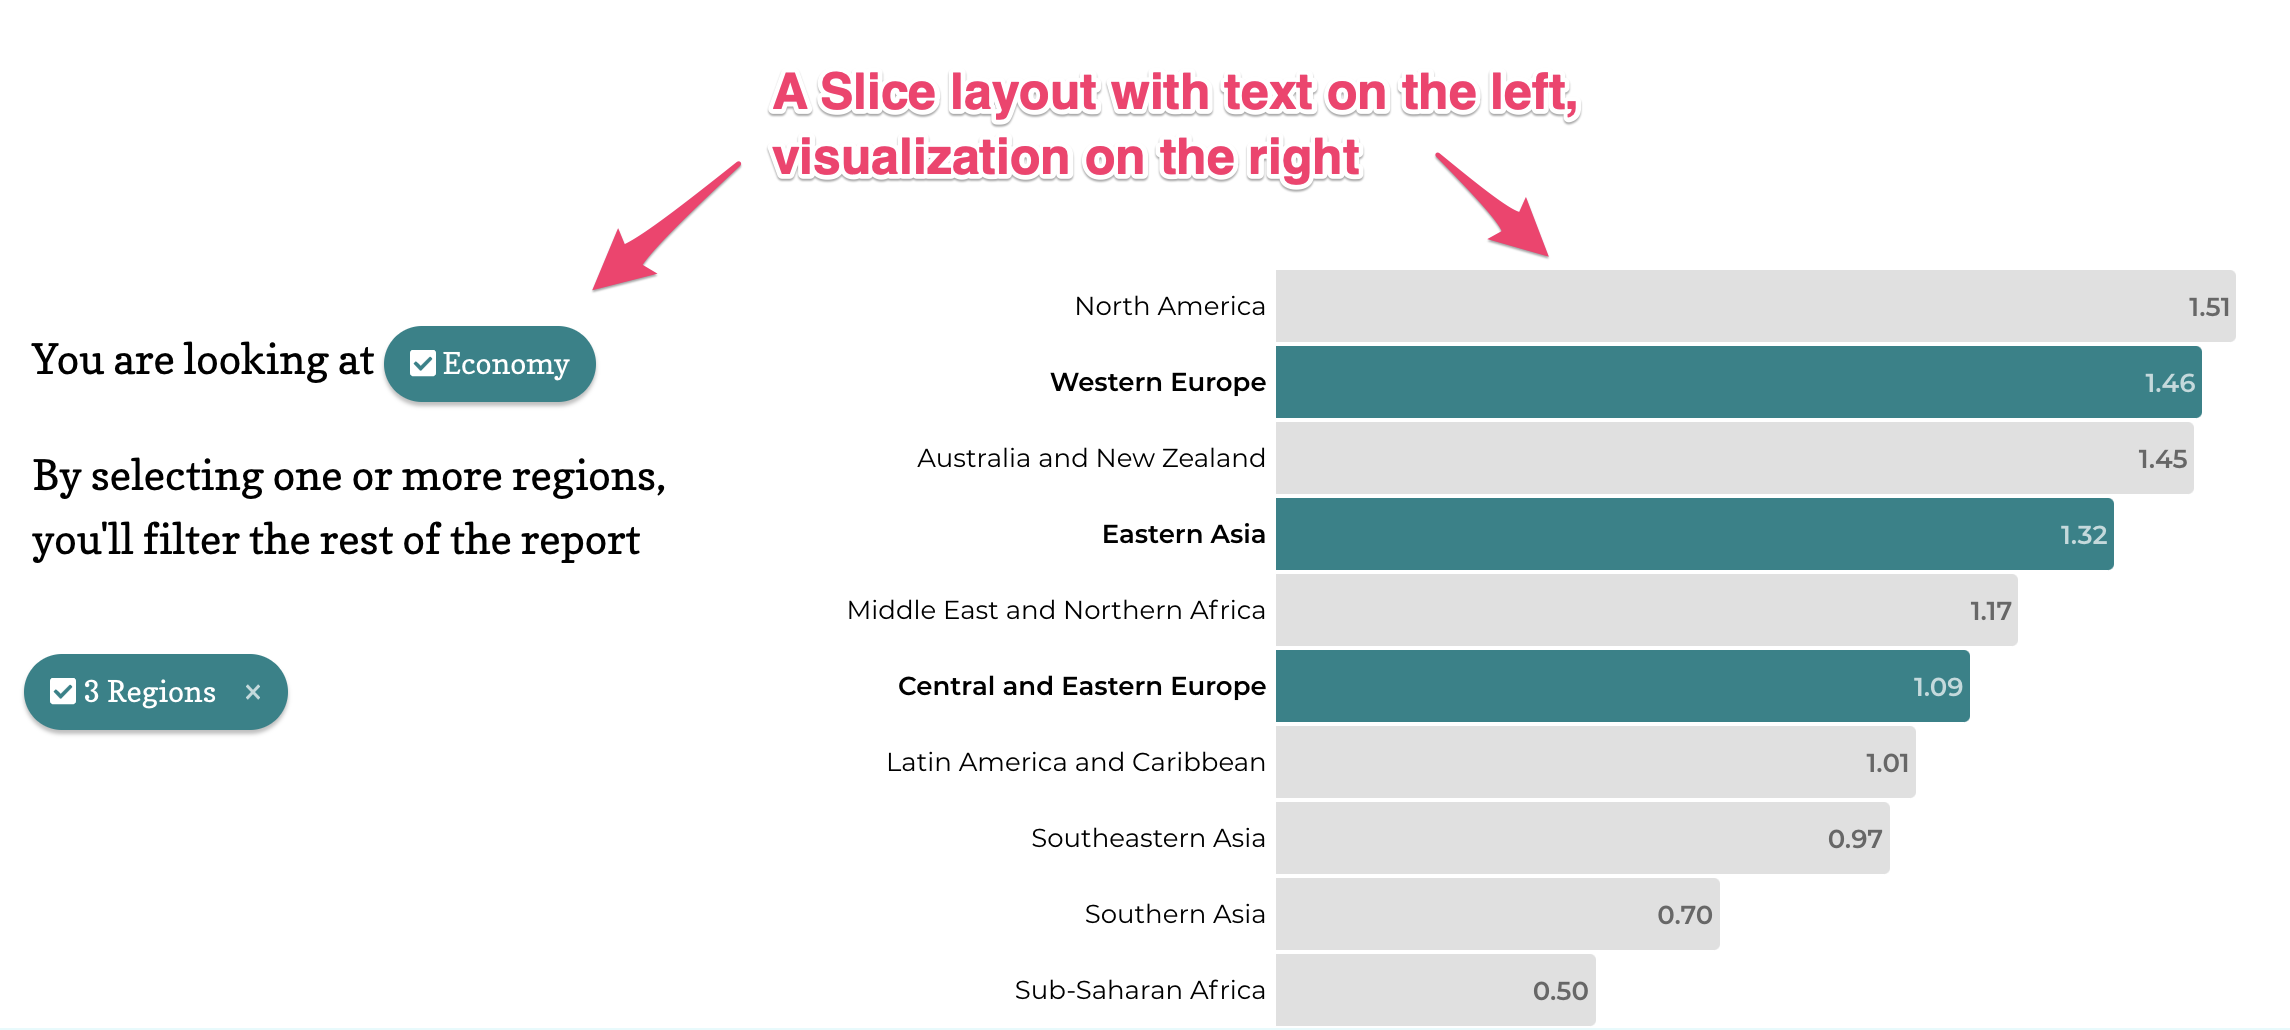 A Slice layout with text on the left,
visualization on the right
You are looking at Economy
By selecting one or more regions,
you'll filter the rest of the report
3 Regions ×
North America 1.51
Western Europe 1.46
Australia and New Zealand 1.45
Eastern Asia 1.32
Middle East and Northern Africa 1.17
Central and Eastern Europe 1.09
Latin America and Caribbean 1.01
Southeastern Asia 0.97
Southern Asia 0.70
Sub-Saharan Africa 0.50